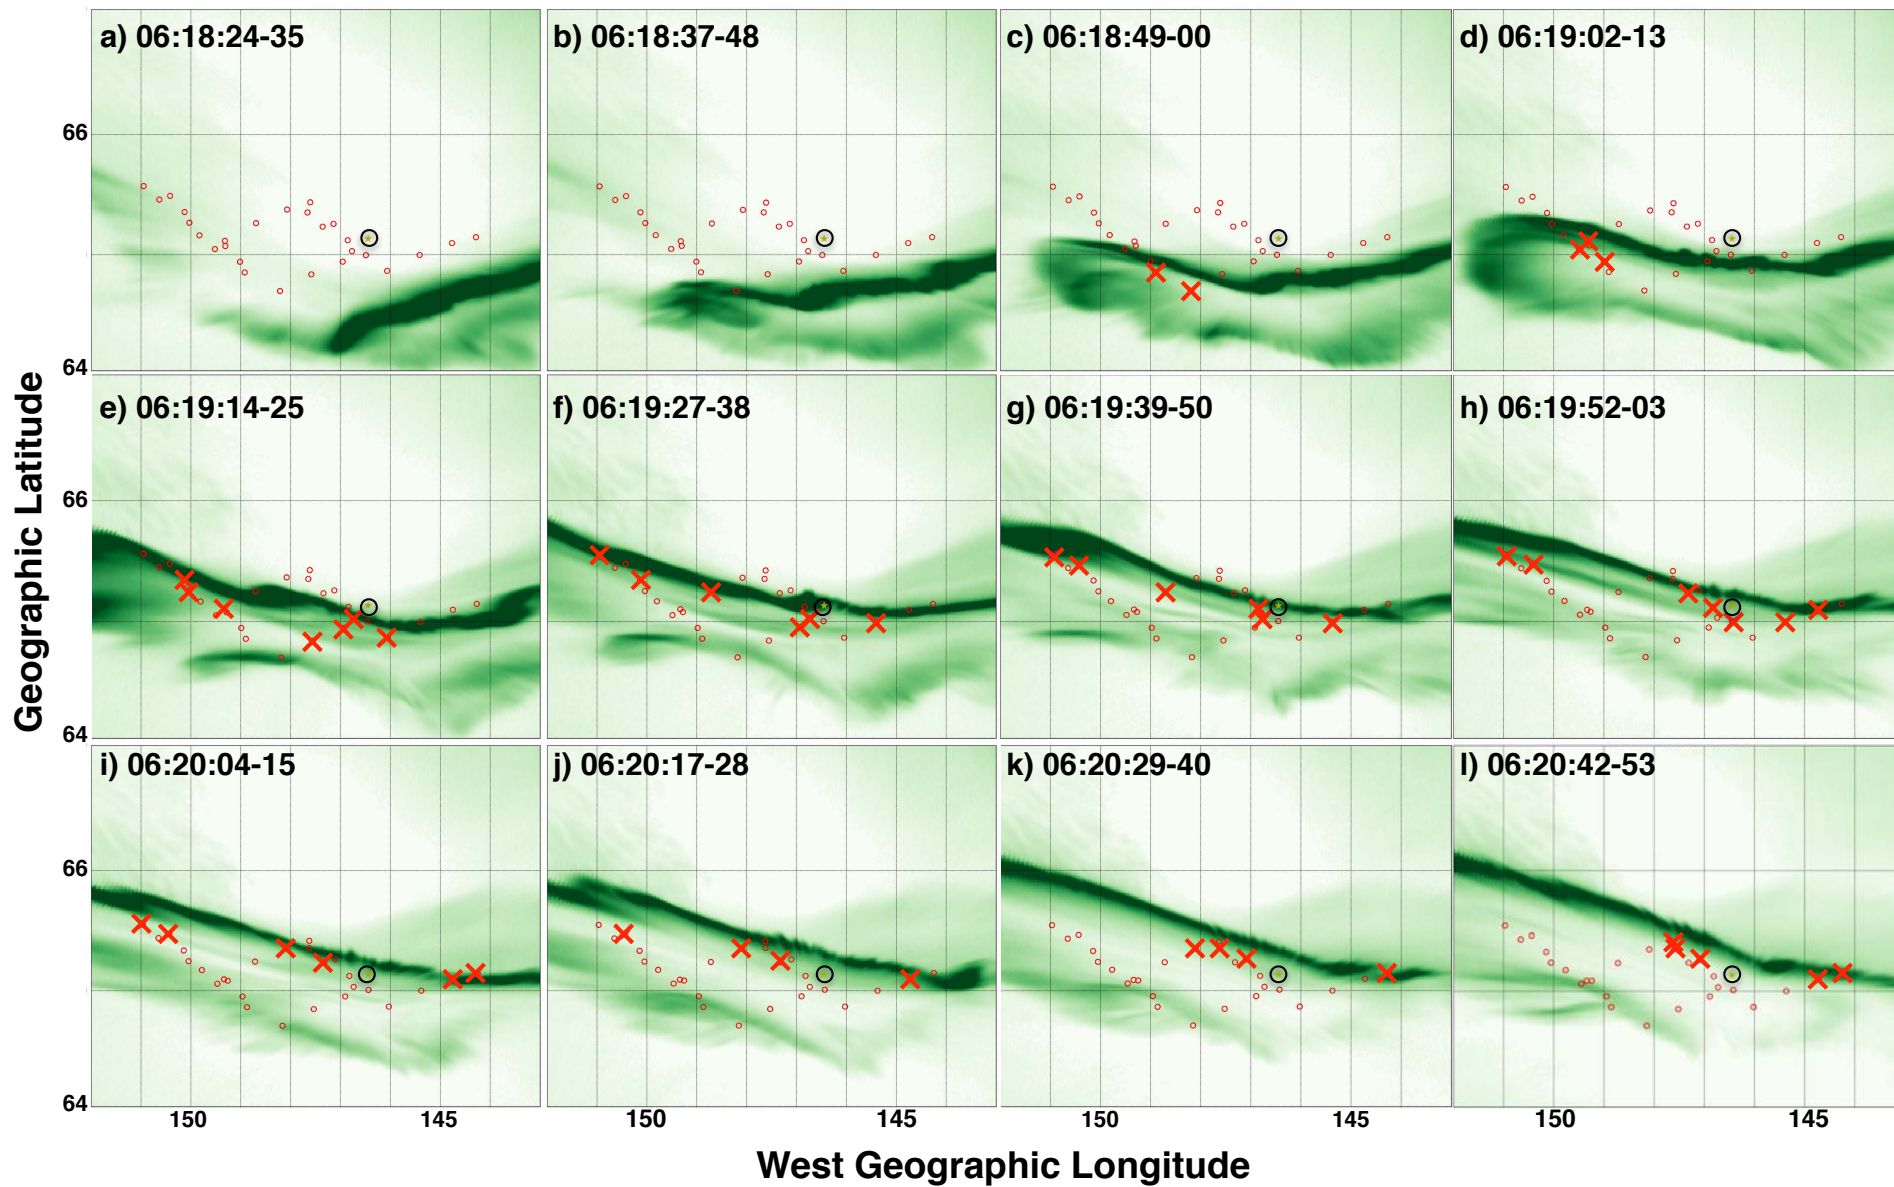 a) 06:18:24-35
b) 06:18:37-48
c) 06:18:49-00
d) 06:19:02-13
66
64
e) 06:19:14-25
f) 06:19:27-38
g) 06:19:39-50
h) 06:19:52-03
66
64
Geographic Latitude
i) 06:20:04-15
j) 06:20:17-28
k) 06:20:29-40
l) 06:20:42-53
66
64
150 145 150 145 150 145 150 145
West Geographic Longitude